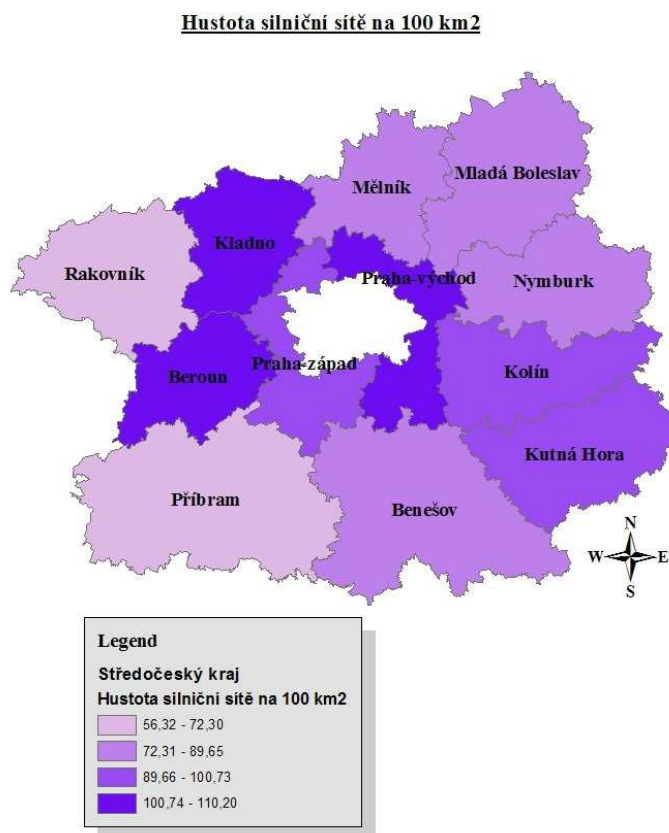 Hustota silniční sítě na 100 km2
Mělník
Mladá Boleslav
Kladno
Rakovník
Praha-východ
Nymburk
Beroun
Praha-západ
Kolín
Kutná Hora
Příbram
Benešov
N
W
E
S
Legend
Středočeský kraj
Hustota silniční sítě na 100 km2
56,32 - 72,30
72,31 - 89,65
89,66 - 100,73
100,74 - 110,20